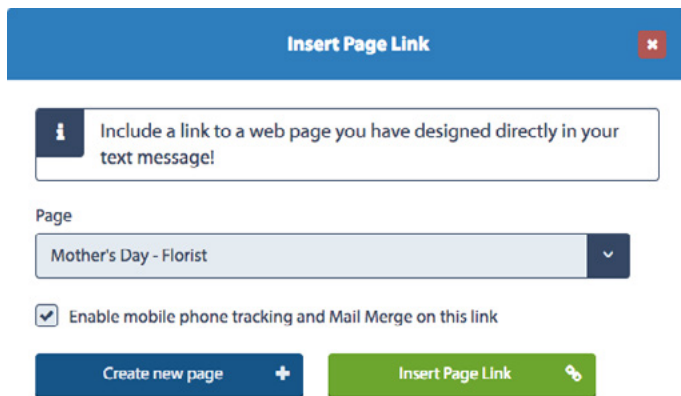 Insert Page Link
Include a link to a web page you have designed directly in your
text message!
Page
Mother's Day - Florist
Enable mobile phone tracking and Mail Merge on this link
Create new page
Insert Page Link